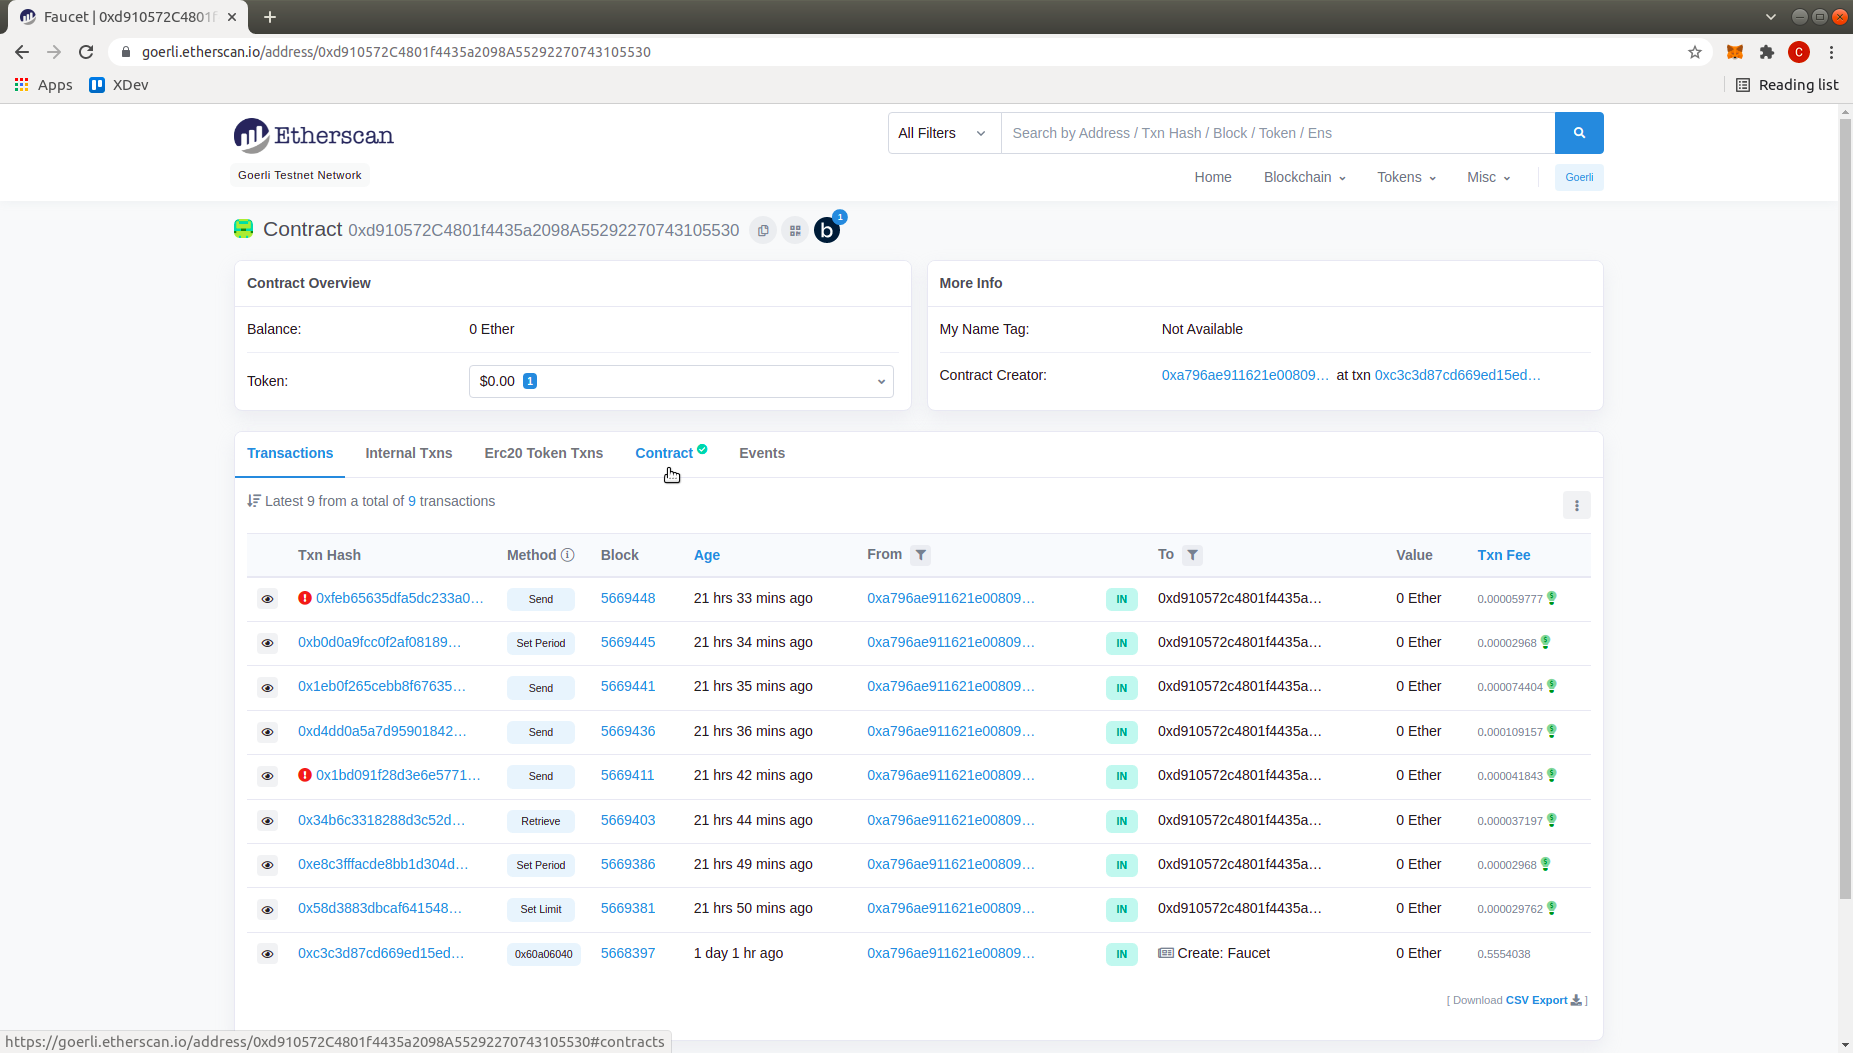 Faucet | 0xd910572C4801f
goerli.etherscan.io/address/0xd910572C4801f4435a2098A55292270743105530
C
Apps XDev Reading list
Etherscan
All Filters Search by Address / Txn Hash / Block / Token / Ens
Goerli Testnet Network
Home Blockchain Tokens Misc Goerli
Contract 0xd910572C4801f4435a2098A55292270743105530 b 1
Contract Overview
Balance: 0 Ether
Token: $0.00 1
More Info
My Name Tag: Not Available
Contract Creator: 0xa796ae911621e00809… at txn 0xc3c3d87cd669ed15ed…
Transactions Internal Txns Erc20 Token Txns Contract Events
Latest 9 from a total of 9 transactions
Txn Hash Method Block Age From To Value Txn Fee
0xfeb65635dfa5dc233a0… Send 5669448 21 hrs 33 mins ago 0xa796ae911621e00809… IN 0xd910572c4801f4435a… 0 Ether 0.000059777
0xb0d0a9fcc0f2af08189… Set Period 5669445 21 hrs 34 mins ago 0xa796ae911621e00809… IN 0xd910572c4801f4435a… 0 Ether 0.00002968
0x1eb0f265cebb8f67635… Send 5669441 21 hrs 35 mins ago 0xa796ae911621e00809… IN 0xd910572c4801f4435a… 0 Ether 0.000074404
0xd4dd0a5a7d95901842… Send 5669436 21 hrs 36 mins ago 0xa796ae911621e00809… IN 0xd910572c4801f4435a… 0 Ether 0.000109157
0x1bd091f28d3e6e5771… Send 5669411 21 hrs 42 mins ago 0xa796ae911621e00809… IN 0xd910572c4801f4435a… 0 Ether 0.000041843
0x34b6c3318288d3c52d… Retrieve 5669403 21 hrs 44 mins ago 0xa796ae911621e00809… IN 0xd910572c4801f4435a… 0 Ether 0.000037197
0xe8c3fffacde8bb1d304d… Set Period 5669386 21 hrs 49 mins ago 0xa796ae911621e00809… IN 0xd910572c4801f4435a… 0 Ether 0.00002968
0x58d3883dbcaf641548… Set Limit 5669381 21 hrs 50 mins ago 0xa796ae911621e00809… IN 0xd910572c4801f4435a… 0 Ether 0.000029762
0xc3c3d87cd669ed15ed… 0x60a06040 5668397 1 day 1 hr ago 0xa796ae911621e00809… IN Create: Faucet 0 Ether 0.5554038
[ Download CSV Export ]
https://goerli.etherscan.io/address/0xd910572C4801f4435a2098A55292270743105530#contracts